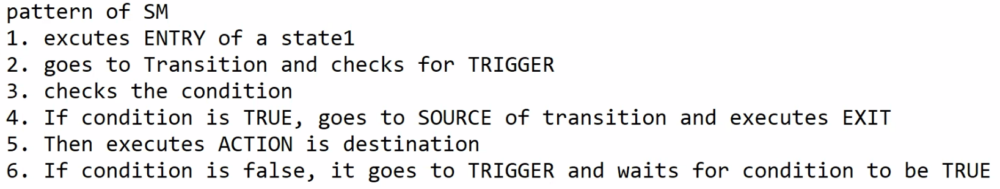 pattern of SM
1. excutes ENTRY of a state1
2. goes to Transition and checks for TRIGGER
3. checks the condition
4. If condition is TRUE, goes to SOURCE of transition and executes EXIT
5. Then executes ACTION is destination
6. If condition is false, it goes to TRIGGER and waits for condition to be TRUE